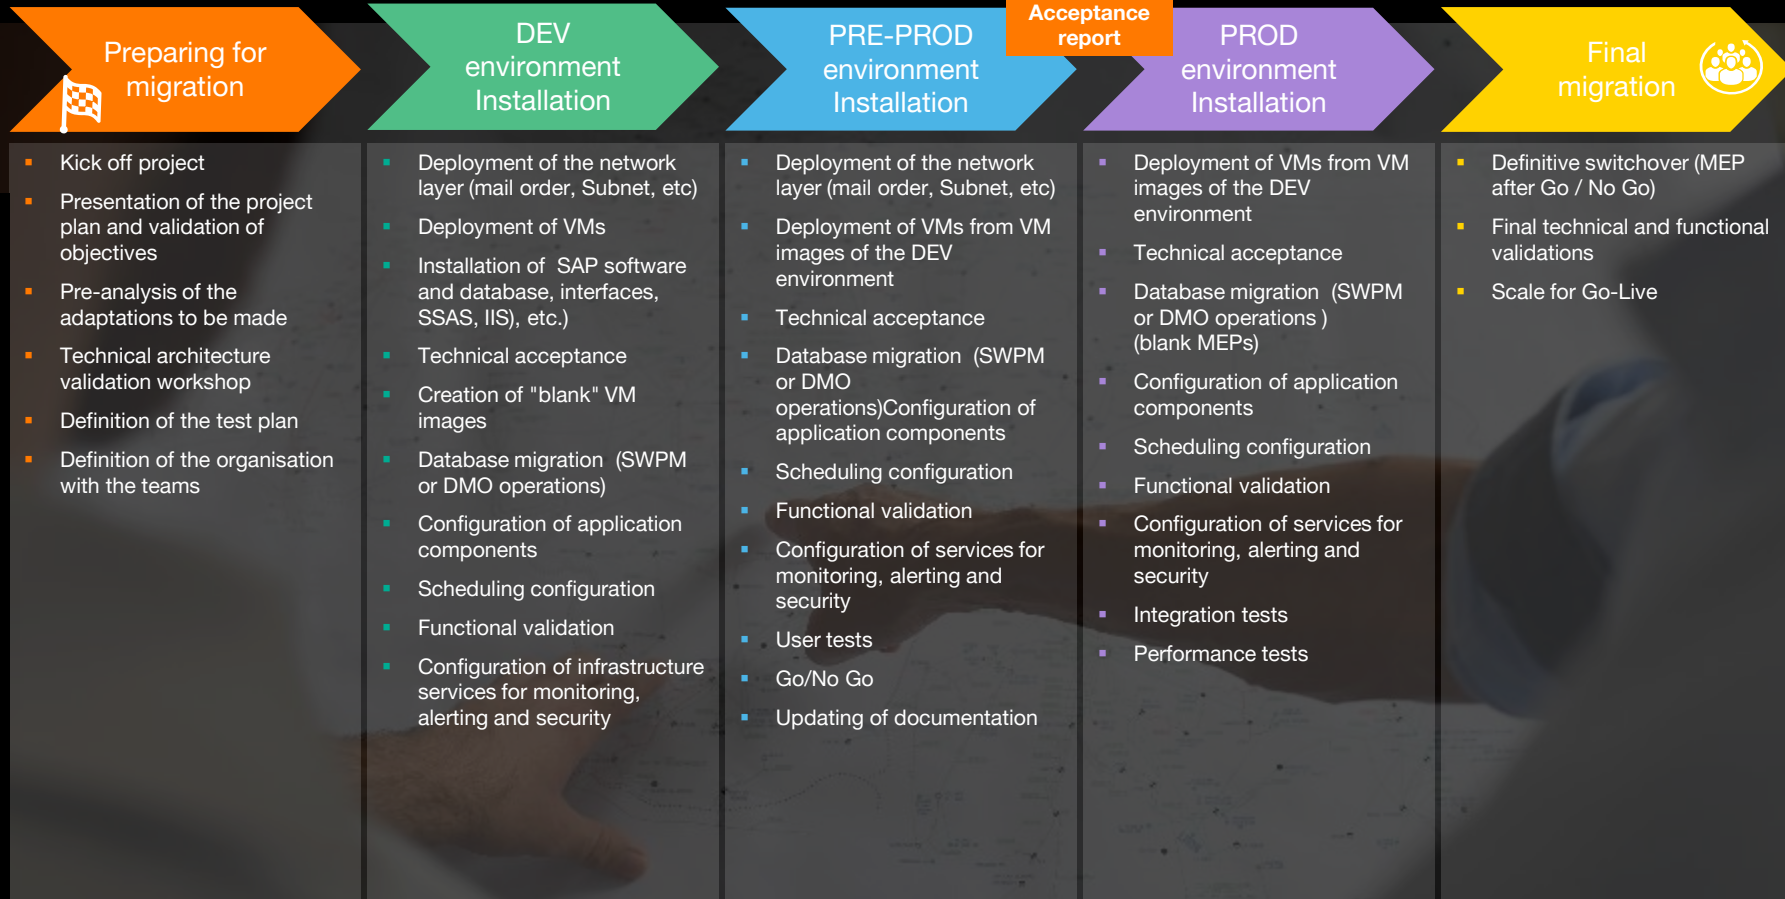 Preparing for
migration
Kick off project
Presentation of the project
plan and validation of
objectives
Pre-analysis of the
adaptations to be made
Technical architecture
validation workshop
Definition of the test plan
Definition of the organisation
with the teams
DEV
environment
Installation
Deployment of the network
layer (mail order, Subnet, etc)
Deployment of VMs
Installation of  SAP software
and database, interfaces,
SSAS, IIS), etc.)
Technical acceptance
Creation of "blank" VM
images
Database migration  (SWPM
or DMO operations)
Configuration of application
components
Scheduling configuration
Functional validation
Configuration of infrastructure
services for monitoring,
alerting and security
PRE-PROD
environment
Installation
Deployment of the network
layer (mail order, Subnet, etc)
Deployment of VMs from VM
images of the DEV
environment
Technical acceptance
Database migration  (SWPM
or DMO
operations)Configuration of
application components
Scheduling configuration
Functional validation
Configuration of services for
monitoring, alerting and
security
User tests
Go/No Go
Updating of documentation
Acceptance
report
PROD
environment
Installation
Deployment of VMs from VM
images of the DEV
environment
Technical acceptance
Database migration  (SWPM
or DMO operations )
(blank MEPs)
Configuration of application
components
Scheduling configuration
Functional validation
Configuration of services for
monitoring, alerting and
security
Integration tests
Performance tests
Final
migration
Definitive switchover (MEP
after Go / No Go)
Final technical and functional
validations
Scale for Go-Live